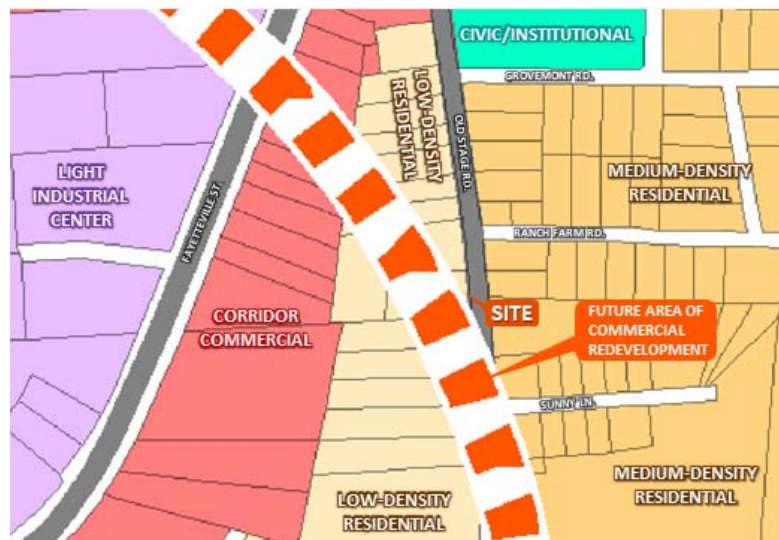 CIVIC/INSTITUTIONAL
GROVEMONT RD.
LOW-DENSITY
RESIDENTIAL
OLD STAGE RD.
LIGHT
INDUSTRIAL
CENTER
FAYETTEVILLE ST.
MEDIUM-DENSITY
RESIDENTIAL
RANCH FARM RD.
CORRIDOR
COMMERCIAL
SITE
FUTURE AREA OF
COMMERCIAL
REDEVELOPMENT
SUNNY LN.
LOW-DENSITY
RESIDENTIAL
MEDIUM-DENSITY
RESIDENTIAL